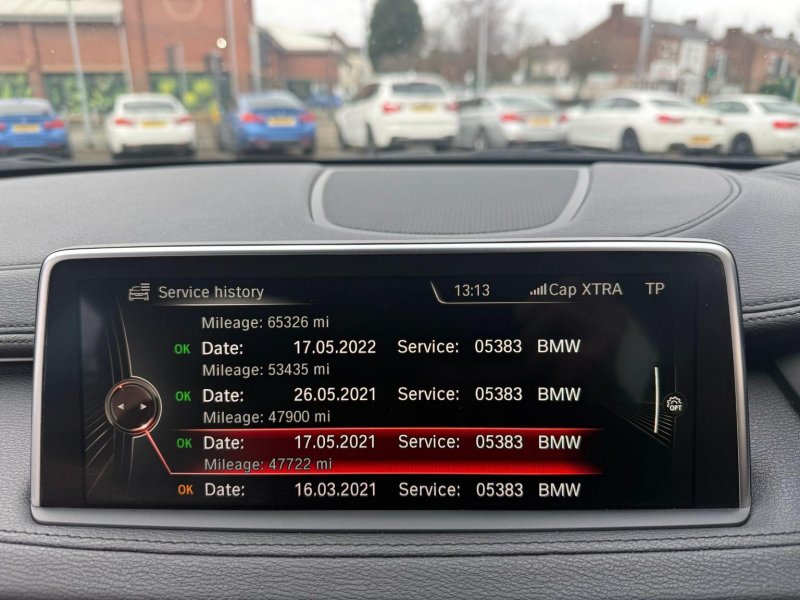 Service history 13:13 Cap XTRA TP
Mileage: 65326 mi
OK Date: 17.05.2022 Service: 05383 BMW
Mileage: 53435 mi
OK Date: 26.05.2021 Service: 05383 BMW
Mileage: 47900 mi
OK Date: 17.05.2021 Service: 05383 BMW
Mileage: 47722 mi
OK Date: 16.03.2021 Service: 05383 BMW
OPT